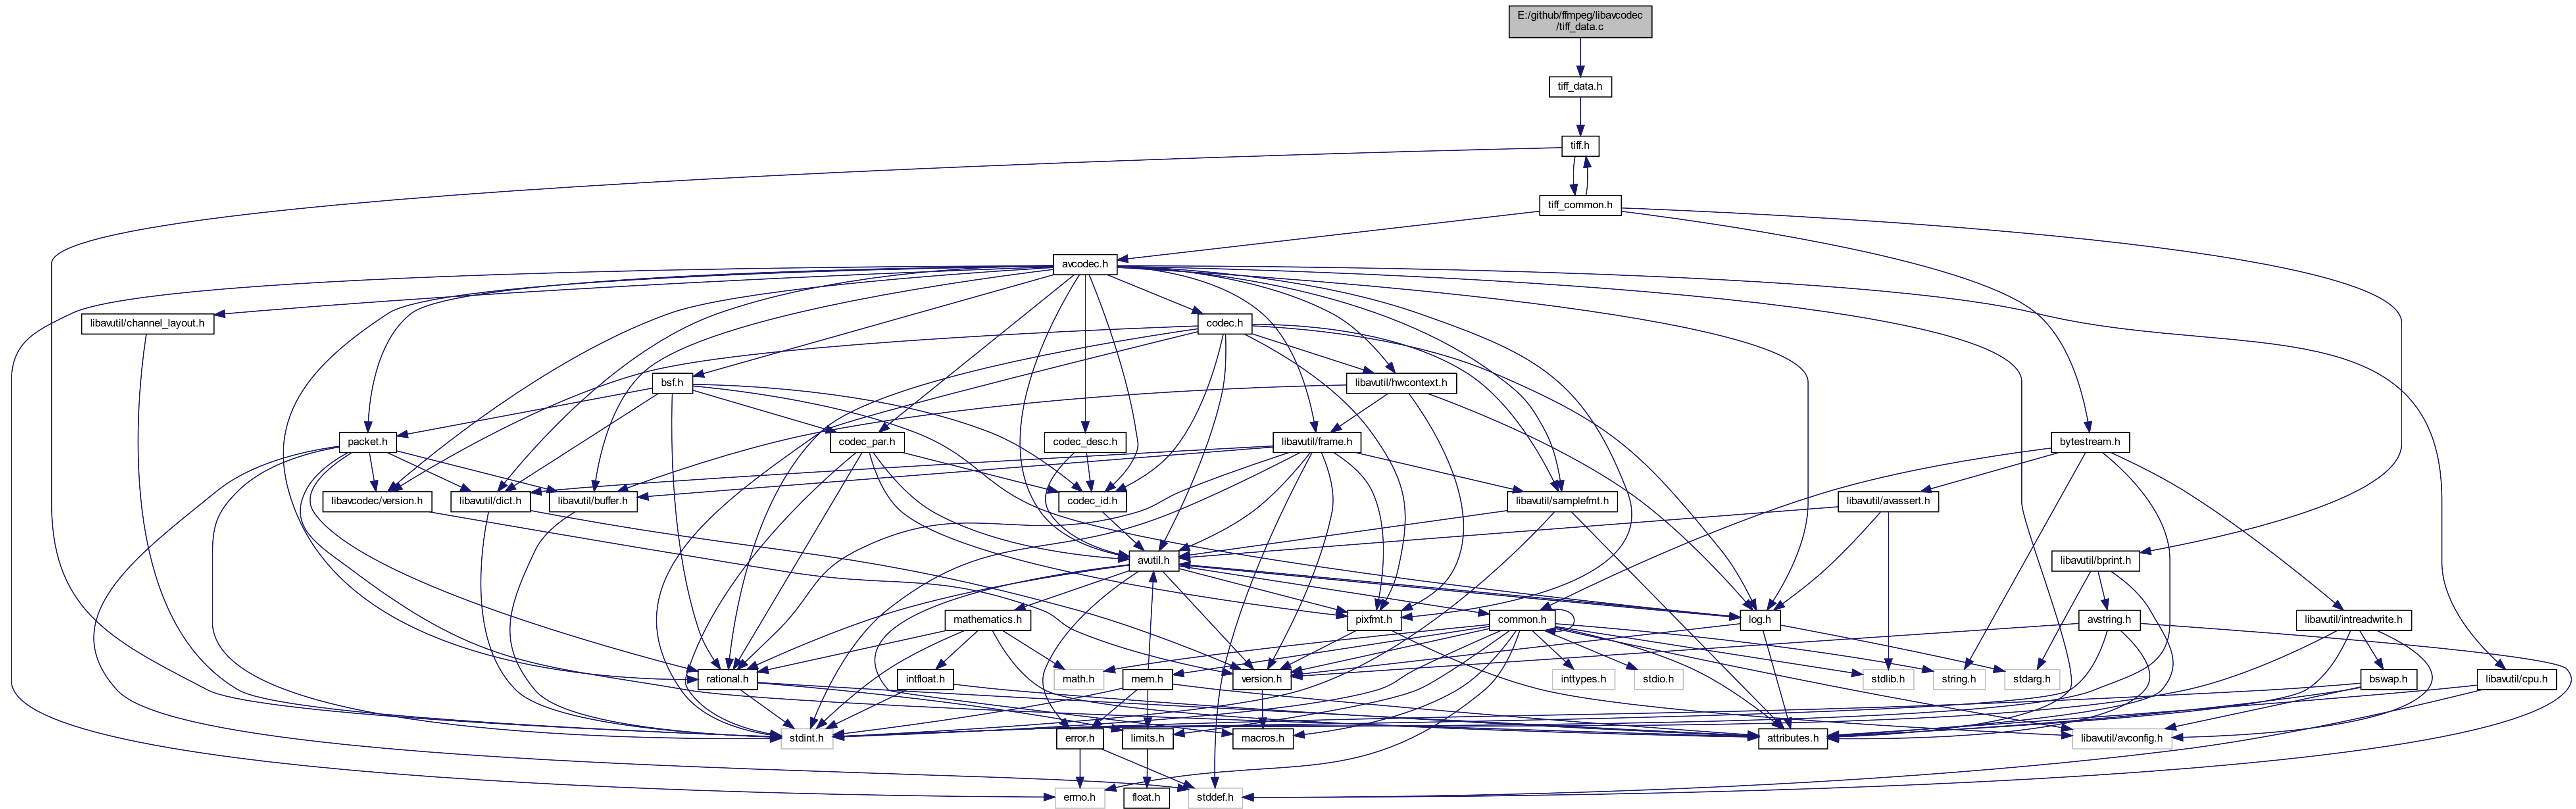 E:/github/ffmpeg/libavcodec
/tiff_data.c
tiff_data.h
tiff.h
tiff_common.h
avcodec.h
libavutil/channel_layout.h
codec.h
bsf.h
libavutil/hwcontext.h
packet.h
codec_par.h
codec_desc.h
libavutil/frame.h
bytestream.h
libavcodec/version.h
libavutil/dict.h
libavutil/buffer.h
codec_id.h
libavutil/samplefmt.h
libavutil/avassert.h
avutil.h
libavutil/bprint.h
mathematics.h
pixfmt.h
common.h
log.h
avstring.h
libavutil/intreadwrite.h
rational.h
intfloat.h
math.h
mem.h
version.h
inttypes.h
stdio.h
stdlib.h
string.h
stdarg.h
bswap.h
libavutil/cpu.h
stdint.h
error.h
limits.h
macros.h
attributes.h
libavutil/avconfig.h
errno.h
float.h
stddef.h